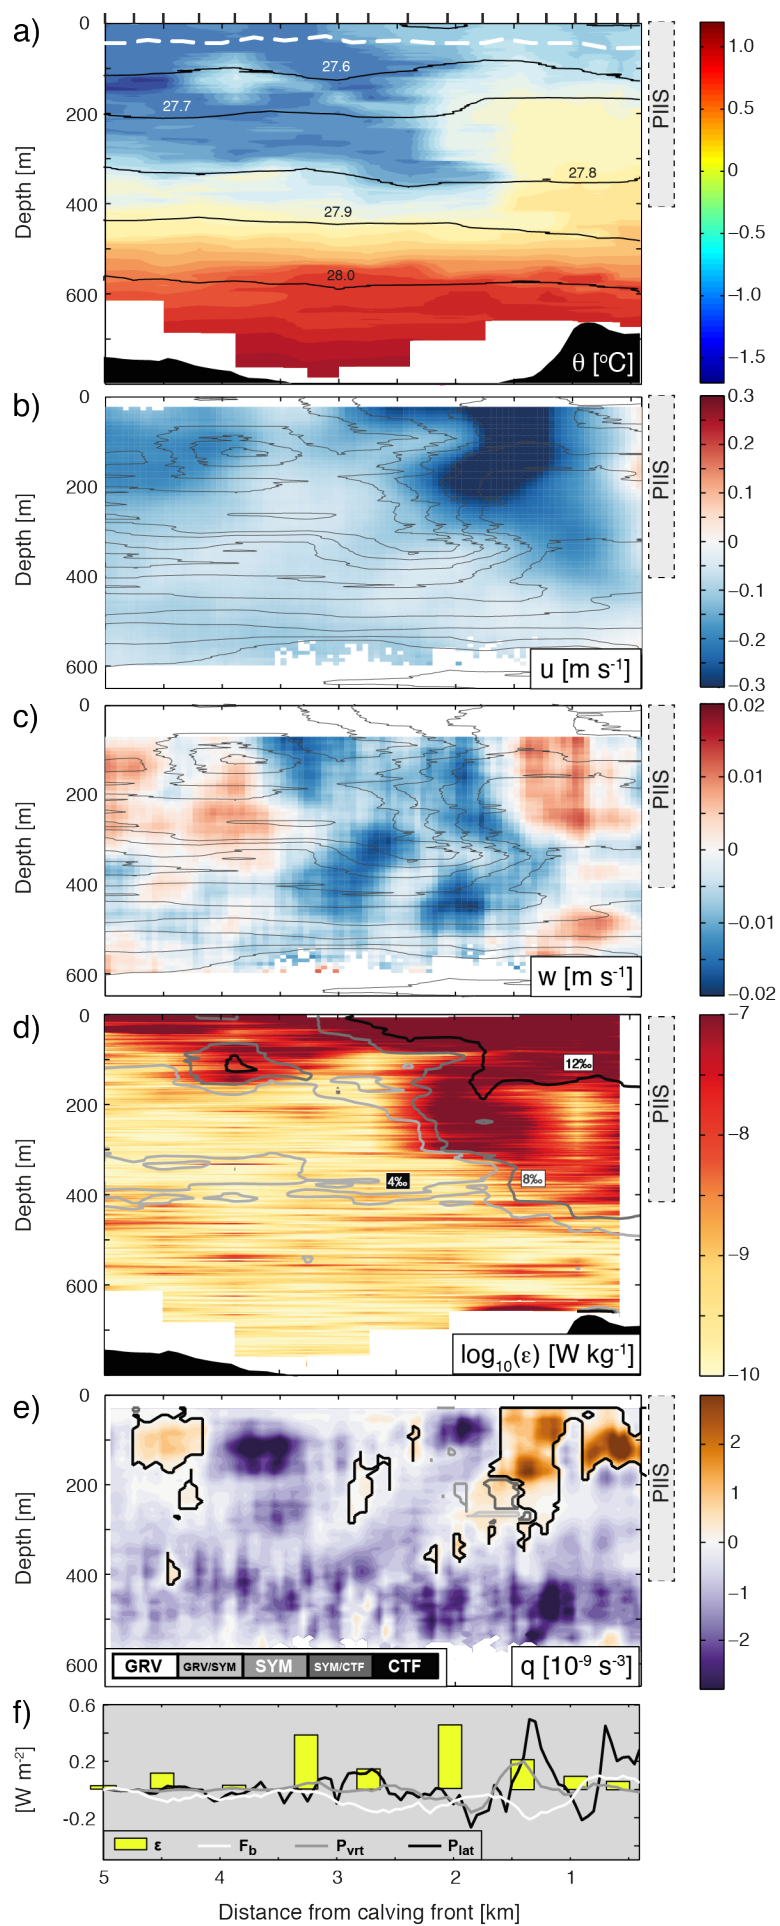 a)
0
200
400
600
Depth [m]
27.6
27.7
27.8
27.9
28.0
θ [°C]
PIIS
1.0
0.5
0
−0.5
−1.0
−1.5
b)
0
200
400
600
Depth [m]
u [m s-1]
PIIS
0.3
0.2
0.1
0
−0.1
−0.2
−0.3
c)
0
200
400
600
Depth [m]
w [m s-1]
PIIS
0.02
0.01
0
−0.01
−0.02
d)
0
200
400
600
Depth [m]
12‰
4‰
8‰
log10(ε) [W kg-1]
PIIS
−7
−8
−9
−10
e)
0
200
400
600
Depth [m]
GRV
GRV/SYM
SYM
SYM/CTF
CTF
q [10-9 s-3]
PIIS
2
1
0
−1
−2
f)
0.6
0.2
-0.2
[W m-2]
ε
Fb
Pvrt
Plat
5 4 3 2 1
Distance from calving front [km]